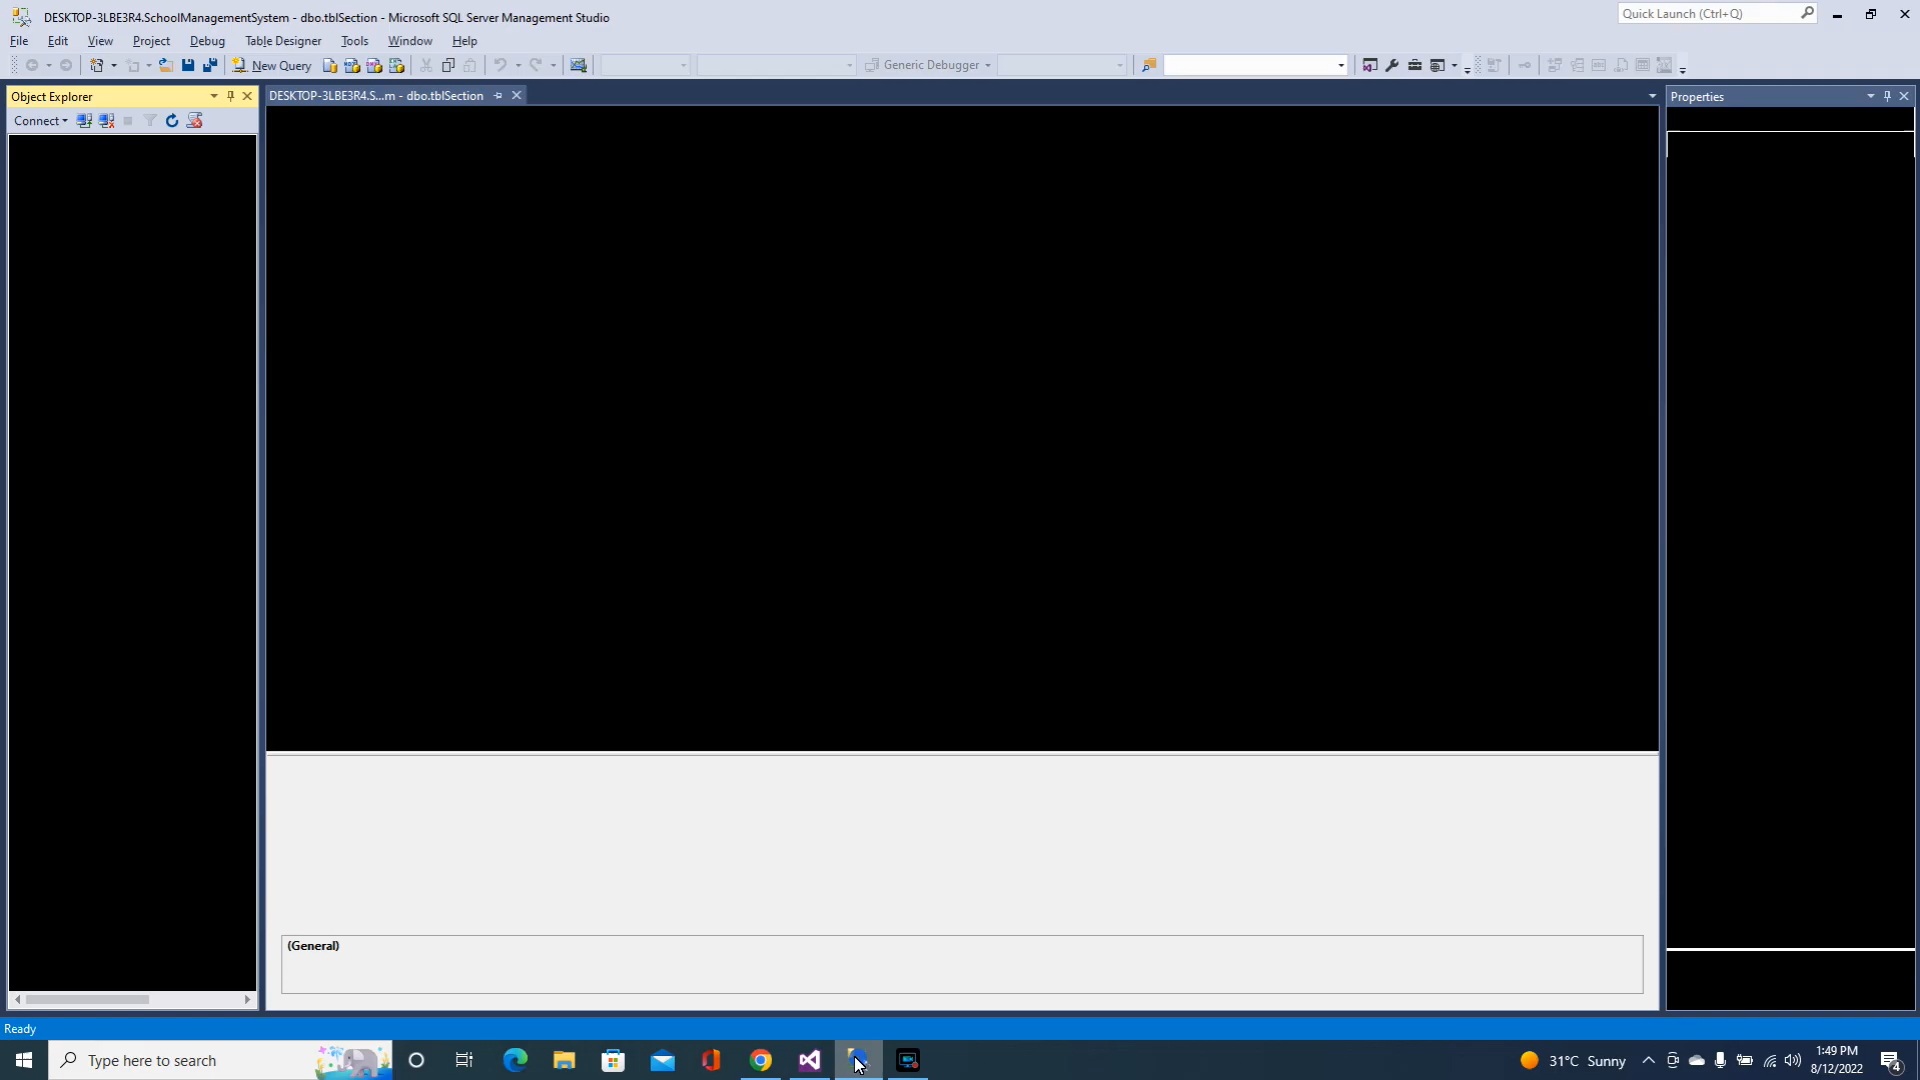 DESKTOP-3LBE3R4.SchoolManagementSystem - dbo.tblSection - Microsoft SQL Server Management Studio
Quick Launch (Ctrl+Q)
File Edit View Project Debug Table Designer Tools Window Help
New Query
Generic Debugger
Object Explorer
DESKTOP-3LBE3R4.S...m - dbo.tblSection
Properties
Connect
(General)
Ready
Type here to search
31°C Sunny
1:49 PM
8/12/2022
4